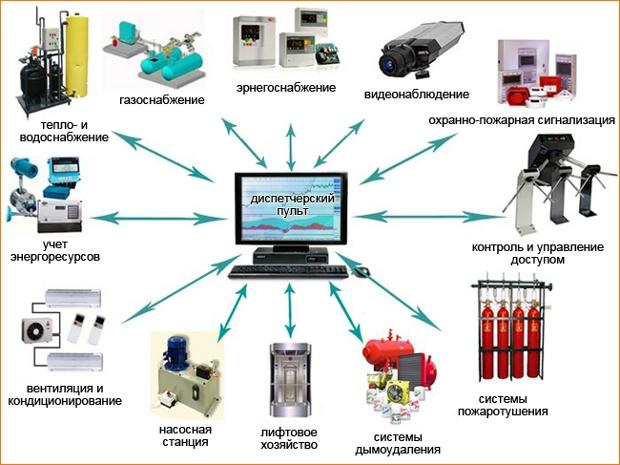 газоснабжение
эрнегоснабжение
видеонаблюдение
тепло- и
водоснабжение
охранно-пожарная сигнализация
диспетчерский
пульт
учет
энергоресурсов
контроль и управление
доступом
вентиляция и
кондиционирование
насосная
станция
лифтовое
хозяйство
системы
дымоудаления
системы
пожаротушения